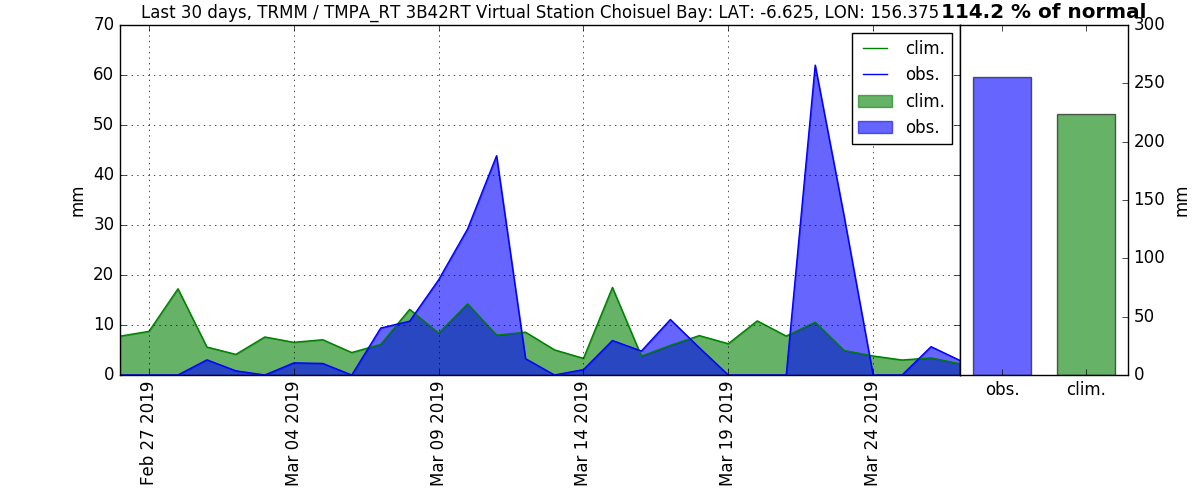 Last 30 days, TRMM / TMPA_RT 3B42RT Virtual Station Choisuel Bay: LAT: -6.625, LON: 156.375
114.2 % of normal
70
60
50
40
30
20
10
0
mm
clim.
obs.
clim.
obs.
300
250
200
150
100
50
0
mm
obs.
clim.
Feb 27 2019
Mar 04 2019
Mar 09 2019
Mar 14 2019
Mar 19 2019
Mar 24 2019